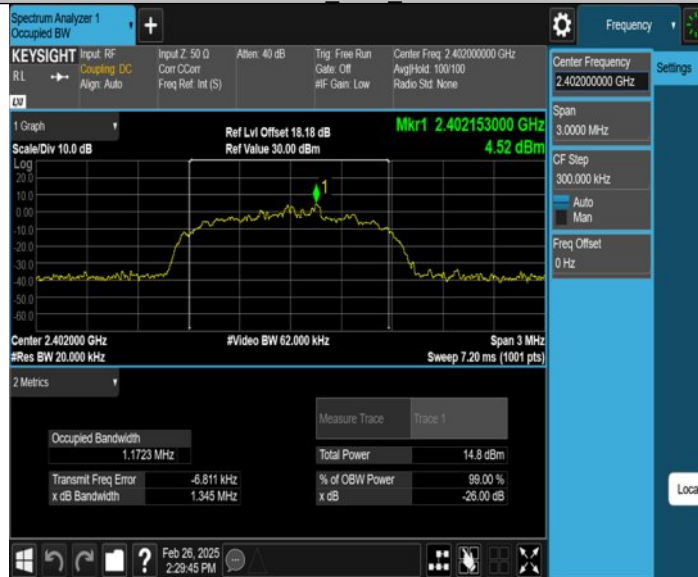 Spectrum Analyzer 1
Occupied BW
Frequency
KEYSIGHT
RL
Input: RF
Coupling: DC
Align: Auto
Input Z: 50 Ω
Corr CCorr
Freq Ref: Int (S)
Atten: 40 dB
Trig: Free Run
Gate: Off
#IF Gain: Low
Center Freq: 2.402000000 GHz
Avg|Hold: 100/100
Radio Std: None
Center Frequency
2.402000000 GHz
Settings
Span
3.0000 MHz
CF Step
300.000 kHz
Auto
Man
Freq Offset
0 Hz
Local
1 Graph
Scale/Div 10.0 dB
Ref Lvl Offset 18.18 dB
Ref Value 30.00 dBm
Mkr1 2.402153000 GHz
4.52 dBm
Log
20.0
10.0
0.00
-10.0
-20.0
-30.0
-40.0
-50.0
-60.0
1
Center 2.402000 GHz
#Res BW 20.000 kHz
#Video BW 62.000 kHz
Span 3 MHz
Sweep 7.20 ms (1001 pts)
2 Metrics
Measure Trace
Trace 1
Occupied Bandwidth
1.1723 MHz
Total Power
14.8 dBm
Transmit Freq Error
-6.811 kHz
% of OBW Power
99.00 %
x dB Bandwidth
1.345 MHz
x dB
-26.00 dB
?
Feb 26, 2025
2:29:45 PM